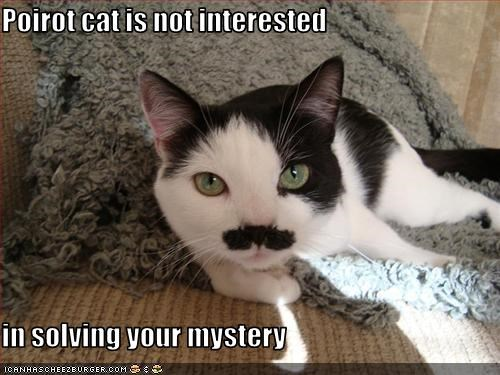 Poirot cat is not interested
in solving your mystery
ICANHASCHEEZBURGER.COM